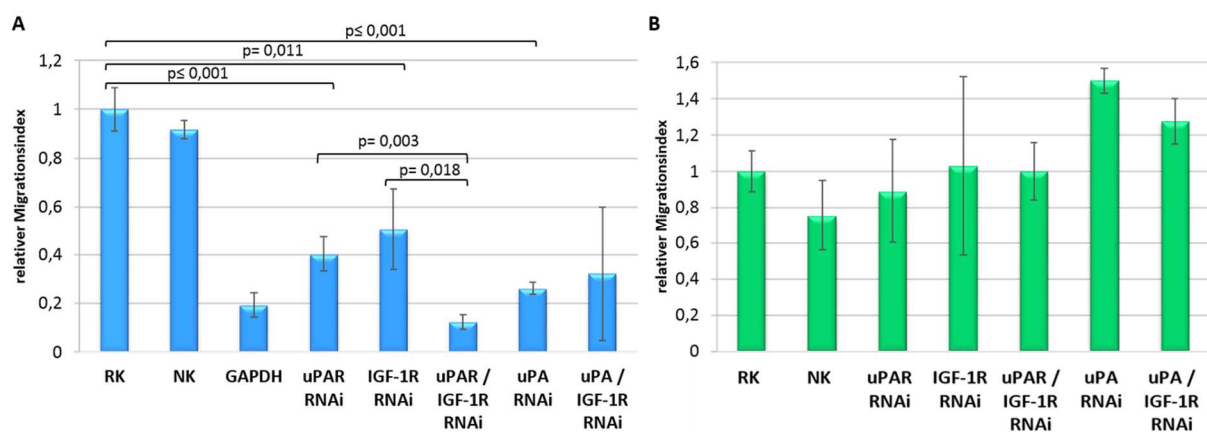 A
p≤ 0,001
p= 0,011
p≤ 0,001
p= 0,003
p= 0,018
relativer Migrationsindex
1,2
1
0,8
0,6
0,4
0,2
0
RK NK GAPDH uPAR RNAi IGF-1R RNAi uPAR / IGF-1R RNAi uPA RNAi uPA / IGF-1R RNAi
B
relativer Migrationsindex
1,6
1,4
1,2
1
0,8
0,6
0,4
0,2
0
RK NK uPAR RNAi IGF-1R RNAi uPAR / IGF-1R RNAi uPA RNAi uPA / IGF-1R RNAi